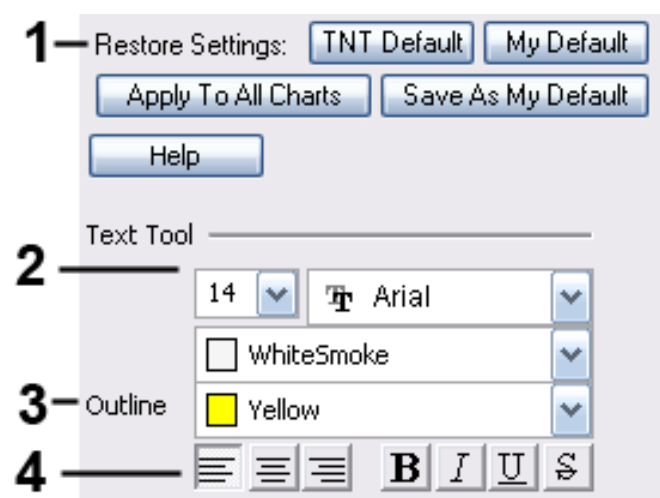 1 Restore Settings: TNT Default My Default
Apply To All Charts Save As My Default
Help
Text Tool
2
14 Arial
WhiteSmoke
3 Outline Yellow
4 B I U S